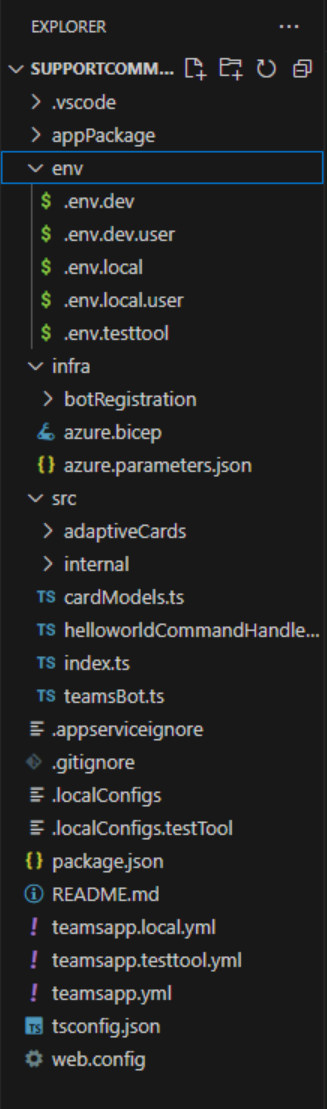 EXPLORER ...
SUPPORTCOMM...
.vscode
appPackage
env
$ .env.dev
$ .env.dev.user
$ .env.local
$ .env.local.user
$ .env.testtool
infra
botRegistration
azure.bicep
{} azure.parameters.json
src
adaptiveCards
internal
TS cardModels.ts
TS helloworldCommandHandle...
TS index.ts
TS teamsBot.ts
.appserviceignore
.gitignore
.localConfigs
.localConfigs.testTool
{} package.json
README.md
! teamsapp.local.yml
! teamsapp.testtool.yml
! teamsapp.yml
TS tsconfig.json
web.config